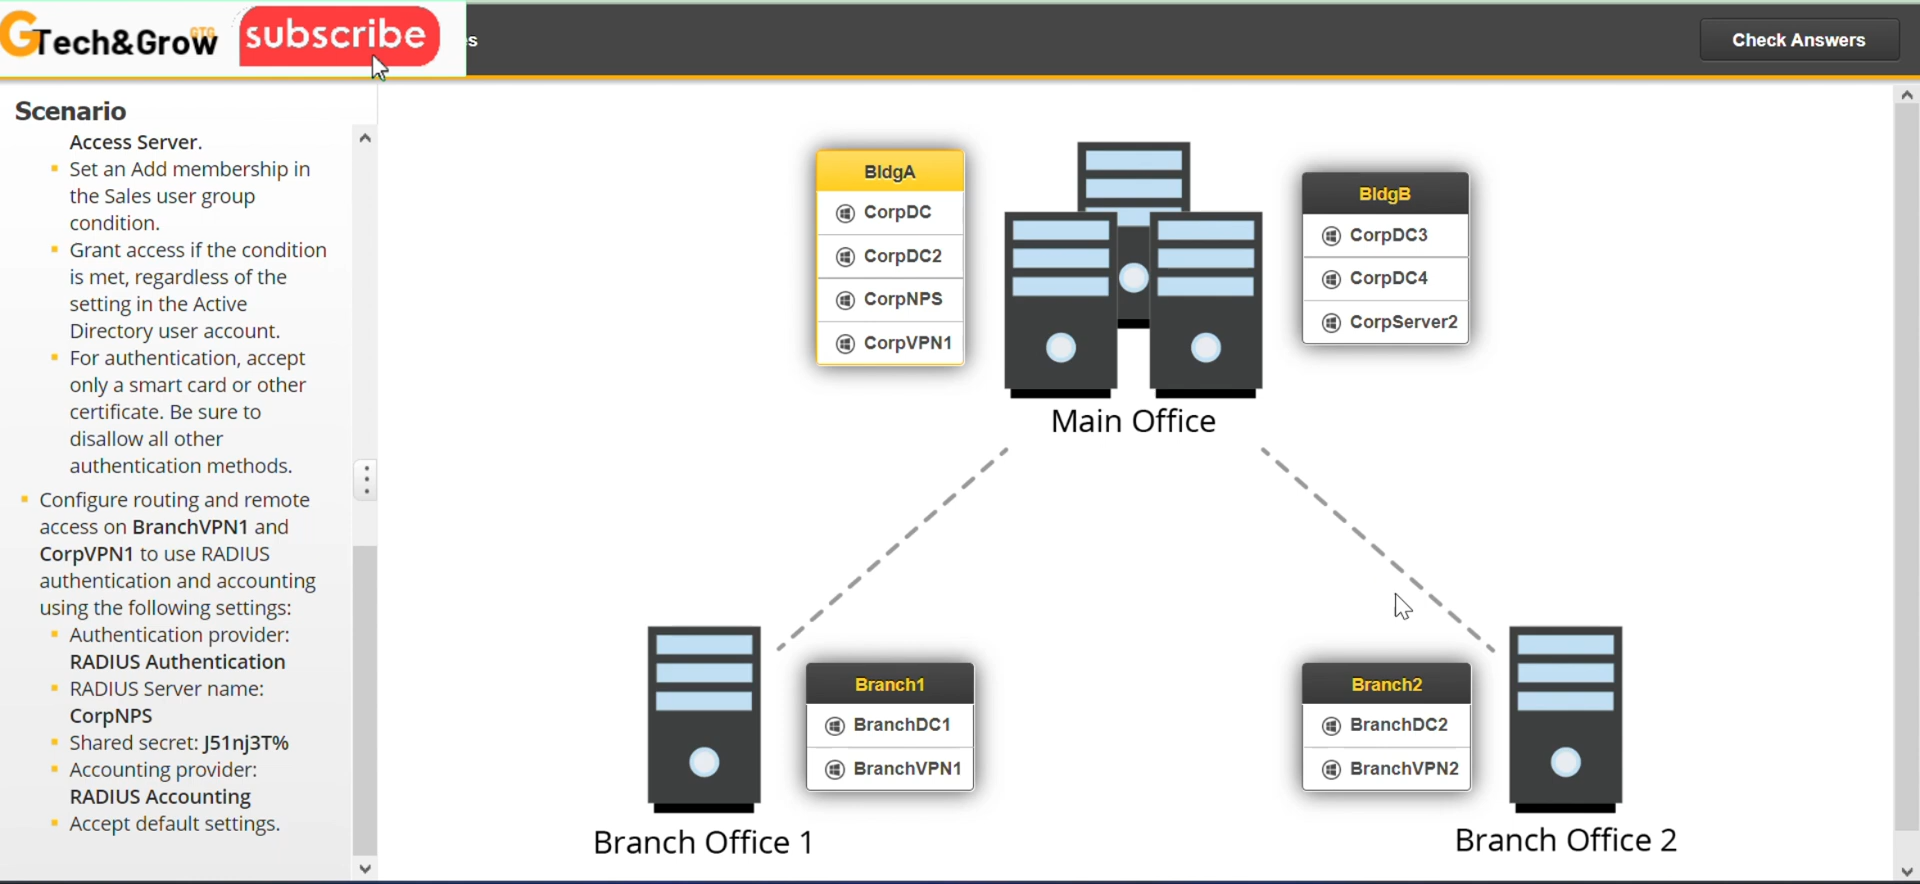 GTech&Grow
GTG
subscribe
s
Check Answers
Scenario
Access Server.
Set an Add membership in
the Sales user group
condition.
Grant access if the condition
is met, regardless of the
setting in the Active
Directory user account.
For authentication, accept
only a smart card or other
certificate. Be sure to
disallow all other
authentication methods.
Configure routing and remote
access on BranchVPN1 and
CorpVPN1 to use RADIUS
authentication and accounting
using the following settings:
Authentication provider:
RADIUS Authentication
RADIUS Server name:
CorpNPS
Shared secret: J51nj3T%
Accounting provider:
RADIUS Accounting
Accept default settings.
BldgA
CorpDC
CorpDC2
CorpNPS
CorpVPN1
BldgB
CorpDC3
CorpDC4
CorpServer2
Main Office
Branch1
BranchDC1
BranchVPN1
Branch Office 1
Branch2
BranchDC2
BranchVPN2
Branch Office 2